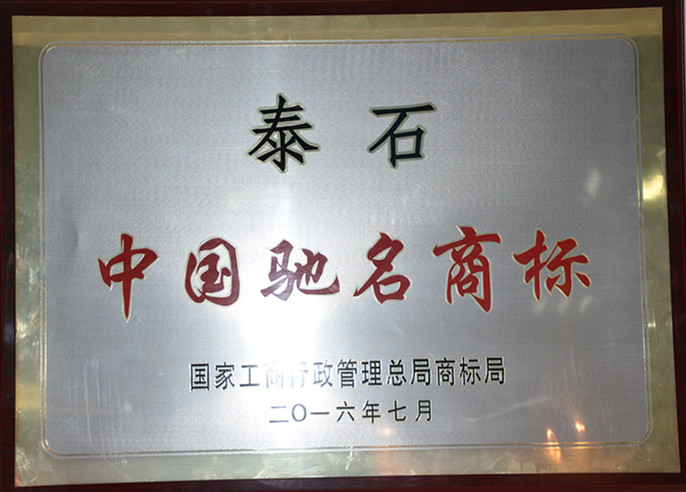 泰石
中国驰名商标
国家工商行政管理总局商标局
二〇一六年七月